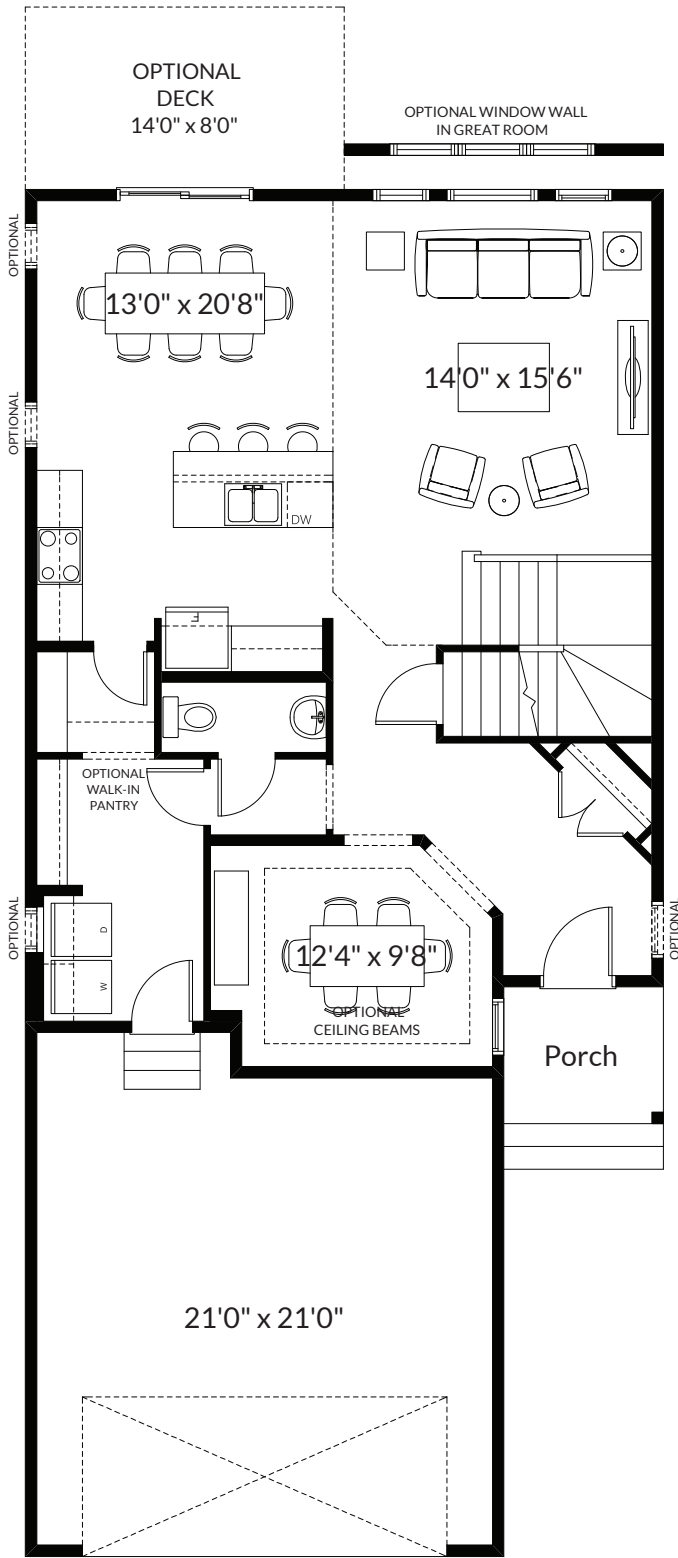 OPTIONAL
DECK
14'0" x 8'0"
OPTIONAL WINDOW WALL
IN GREAT ROOM
OPTIONAL
13'0" x 20'8"
14'0" x 15'6"
OPTIONAL
DW
F
OPTIONAL
WALK-IN
PANTRY
OPTIONAL
D
W
12'4" x 9'8"
OPTIONAL
CEILING BEAMS
OPTIONAL
Porch
21'0" x 21'0"